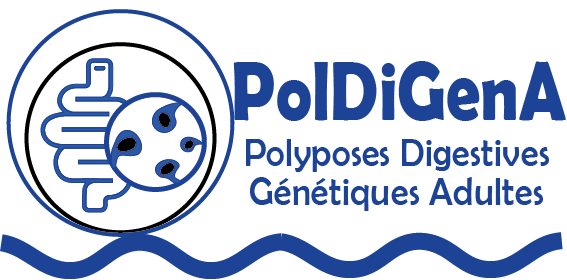 PolDiGenA
Polyposes Digestives
Génétiques Adultes